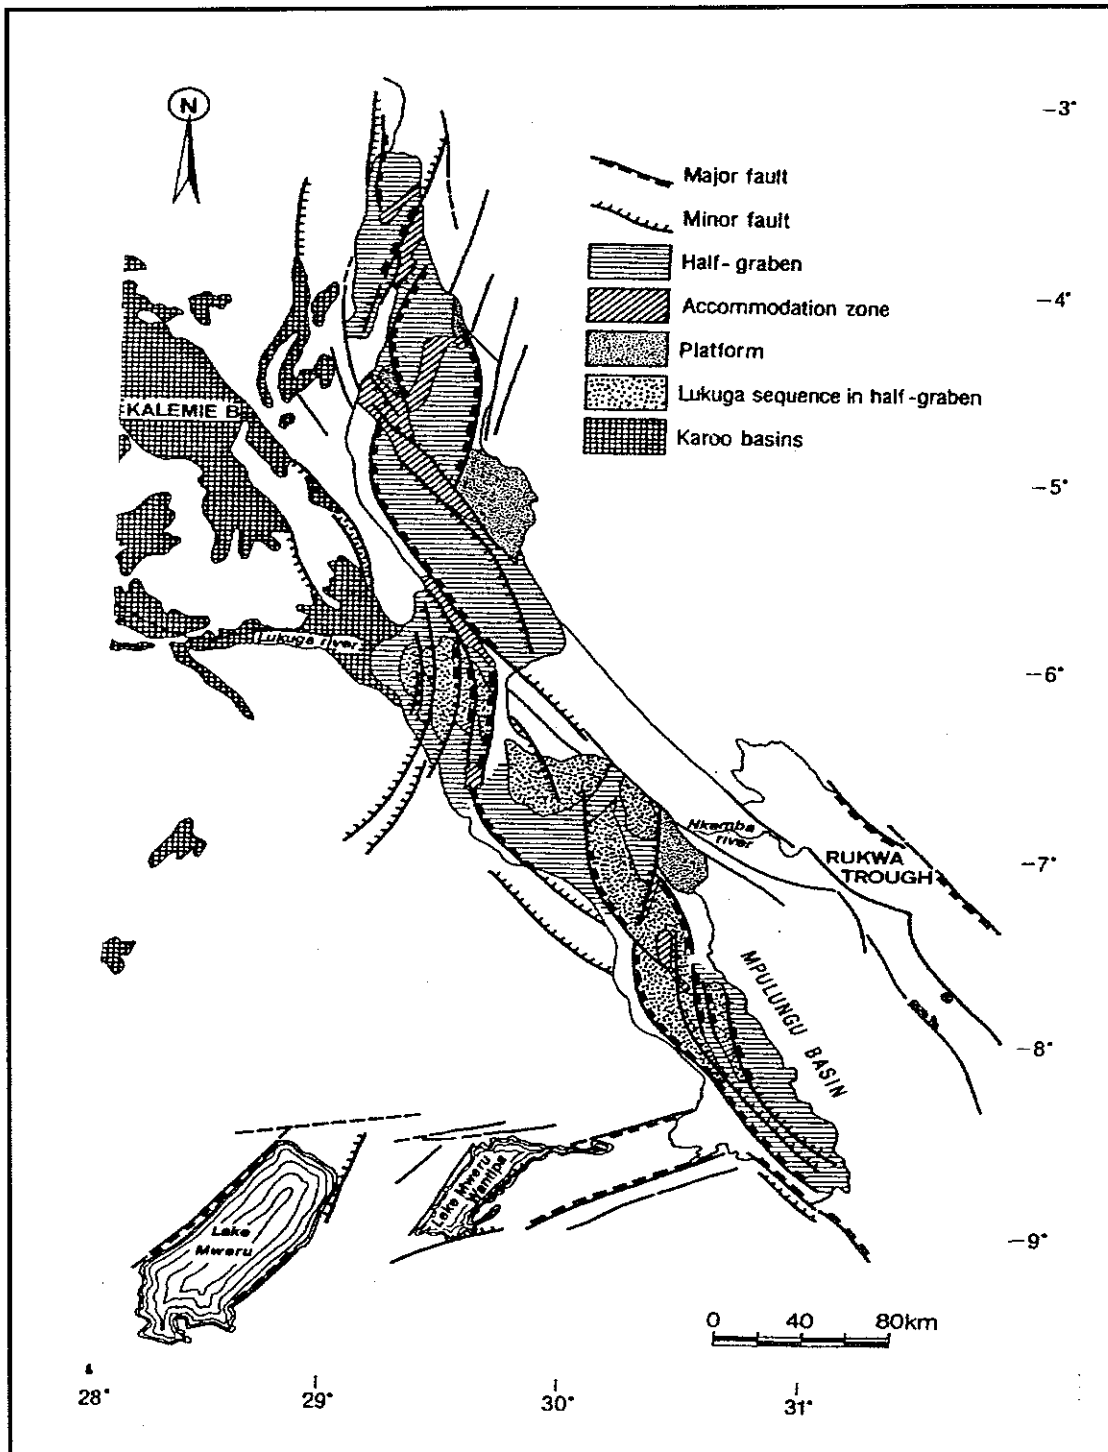 N
−3°
Major fault
Minor fault
Half-graben
−4°
Accommodation zone
Platform
Lukuga sequence in half-graben
KALEMIE B
Karoo basins
−5°
Lukuga river
−6°
Nkamba
river
RUKWA
TROUGH
−7°
MPULUNGU BASIN
−8°
Lake Mweru
Wantipa
Lake
Mweru
−9°
0 40 80km
28° 29° 30° 31°